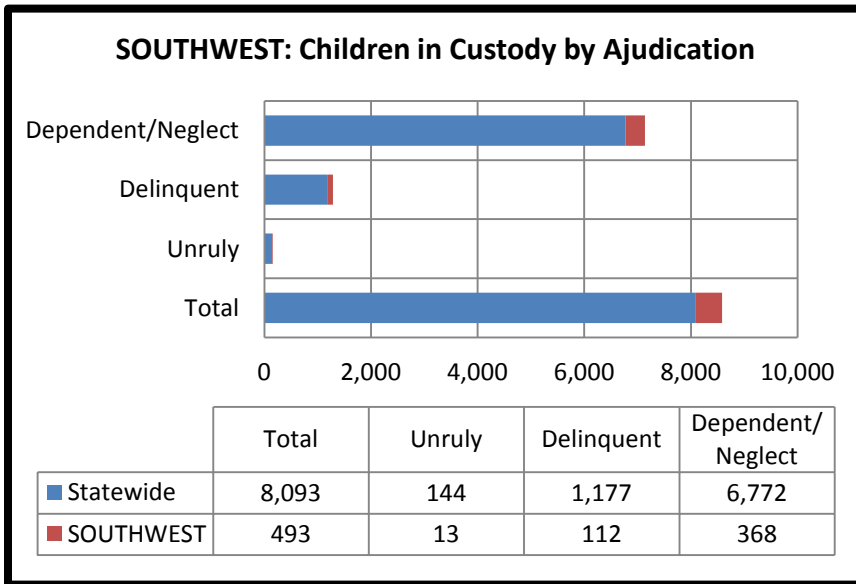 SOUTHWEST: Children in Custody by Ajudication
Dependent/Neglect
Delinquent
Unruly
Total
0 2,000 4,000 6,000 8,000 10,000
Total Unruly Delinquent Dependent/
Neglect
Statewide 8,093 144 1,177 6,772
SOUTHWEST 493 13 112 368